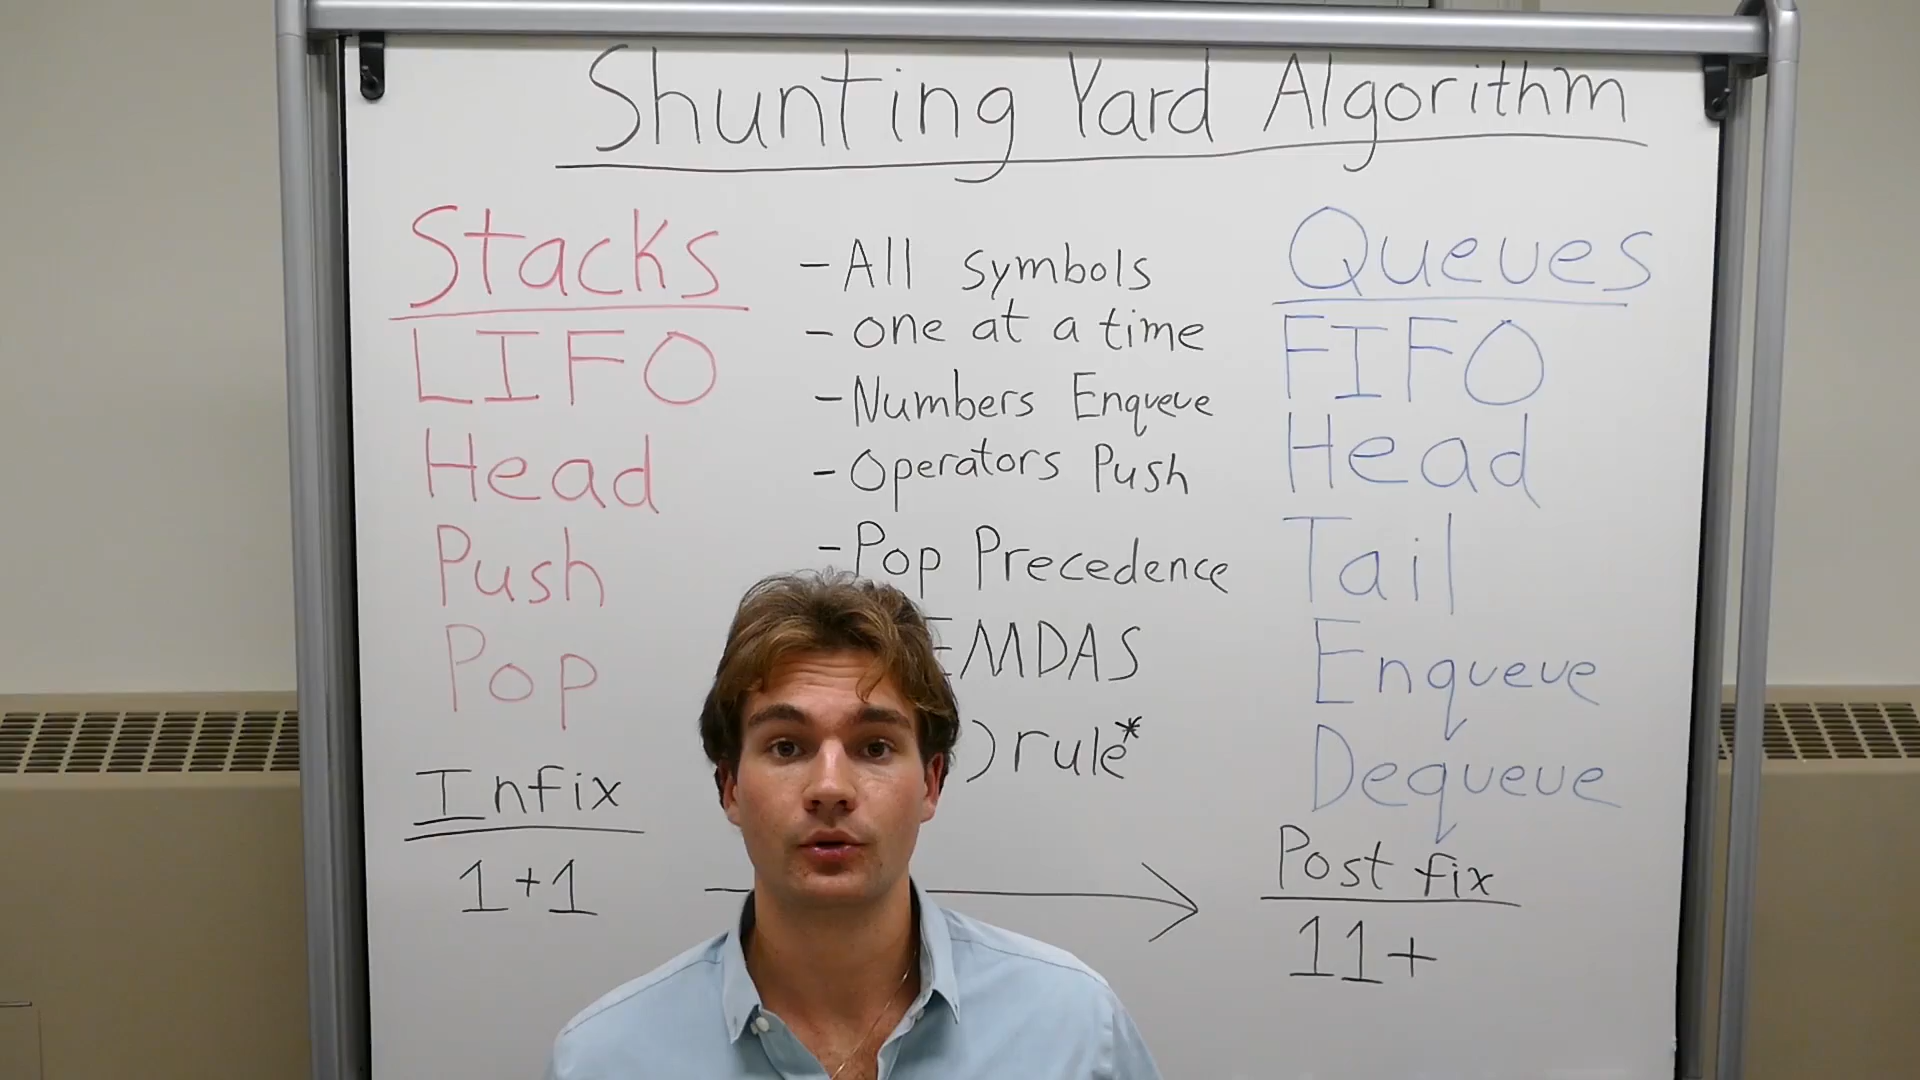 Shunting Yard Algorithm
Stacks
LIFO
Head
Push
Pop
Infix
1+1
- All symbols
- one at a time
- Numbers Enqueue
- Operators Push
- Pop Precedence
EMDAS
) rule*
Queues
FIFO
Head
Tail
Enqueue
Dequeue
Post fix
11+